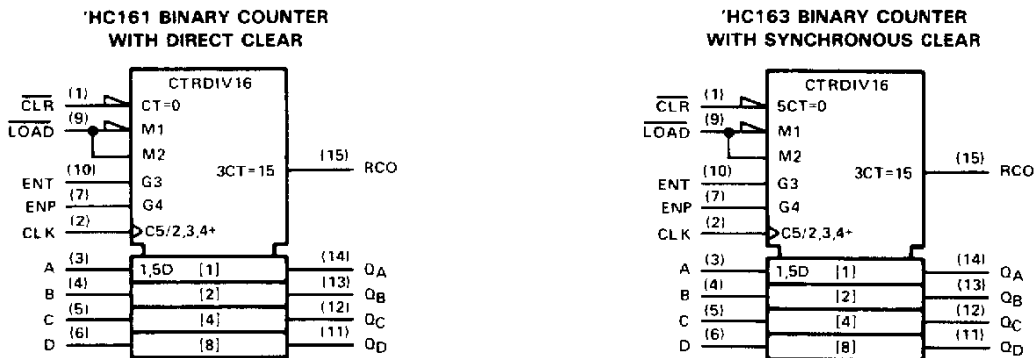 'HC161 BINARY COUNTER
WITH DIRECT CLEAR
CTRDIV16
CLR (1) CT=0
LOAD (9) M1
M2
3CT=15 (15) RCO
ENT (10) G3
ENP (7) G4
CLK (2) C5/2,3,4+
A (3) 1,5D [1] (14) QA
B (4) [2] (13) QB
C (5) [4] (12) QC
D (6) [8] (11) QD
'HC163 BINARY COUNTER
WITH SYNCHRONOUS CLEAR
CTRDIV16
CLR (1) 5CT=0
LOAD (9) M1
M2
3CT=15 (15) RCO
ENT (10) G3
ENP (7) G4
CLK (2) C5/2,3,4+
A (3) 1,5D [1] (14) QA
B (4) [2] (13) QB
C (5) [4] (12) QC
D (6) [8] (11) QD